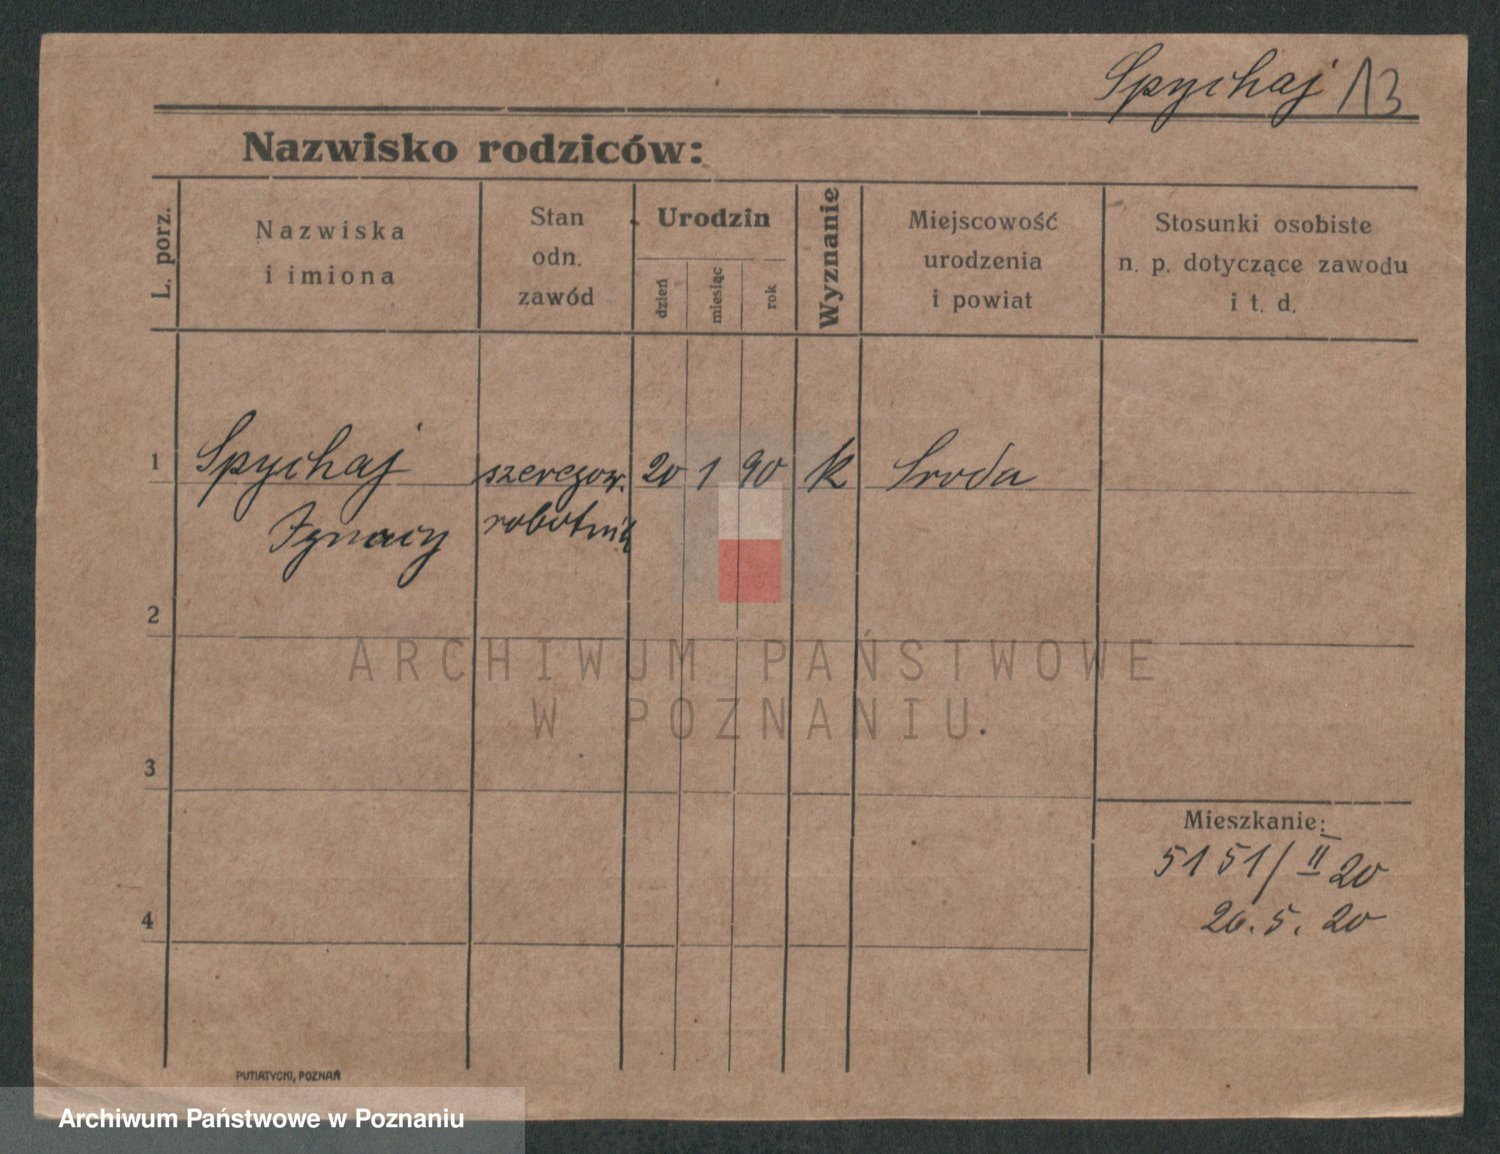 Spychaj 13
Nazwisko rodziców:
L. porz.
Nazwiska
i imiona
Stan
odn.
zawód
Urodzin
dzień
miesiąc
rok
Wyznanie
Miejscowość
urodzenia
i powiat
Stosunki osobiste
n. p. dotyczące zawodu
i t. d.
1 Spychaj szeregow. 20 1 90 k Sroda
Ignacy robotnik
2
ARCHIWUM PAŃSTWOWE
W POZNANIU
3
Mieszkanie:
5151/II 20
26.5.20
4
PUTIATYCKI, POZNAŃ
Archiwum Państwowe w Poznaniu